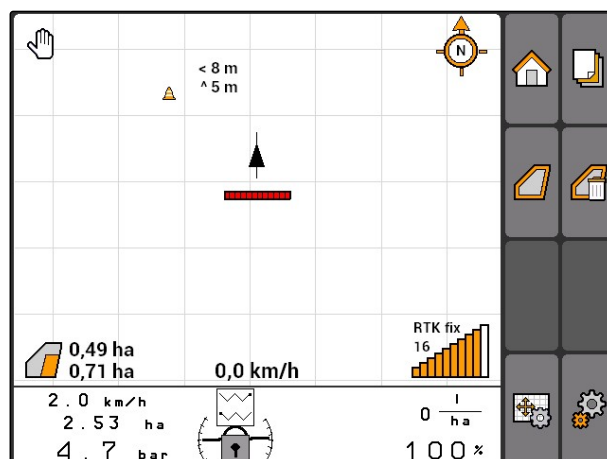 N
< 8 m
^ 5 m
RTK fix
16
0,49 ha
0,71 ha
0,0 km/h
2.0 km/h
2.53 ha
4.7 bar
0 l/ha
100%